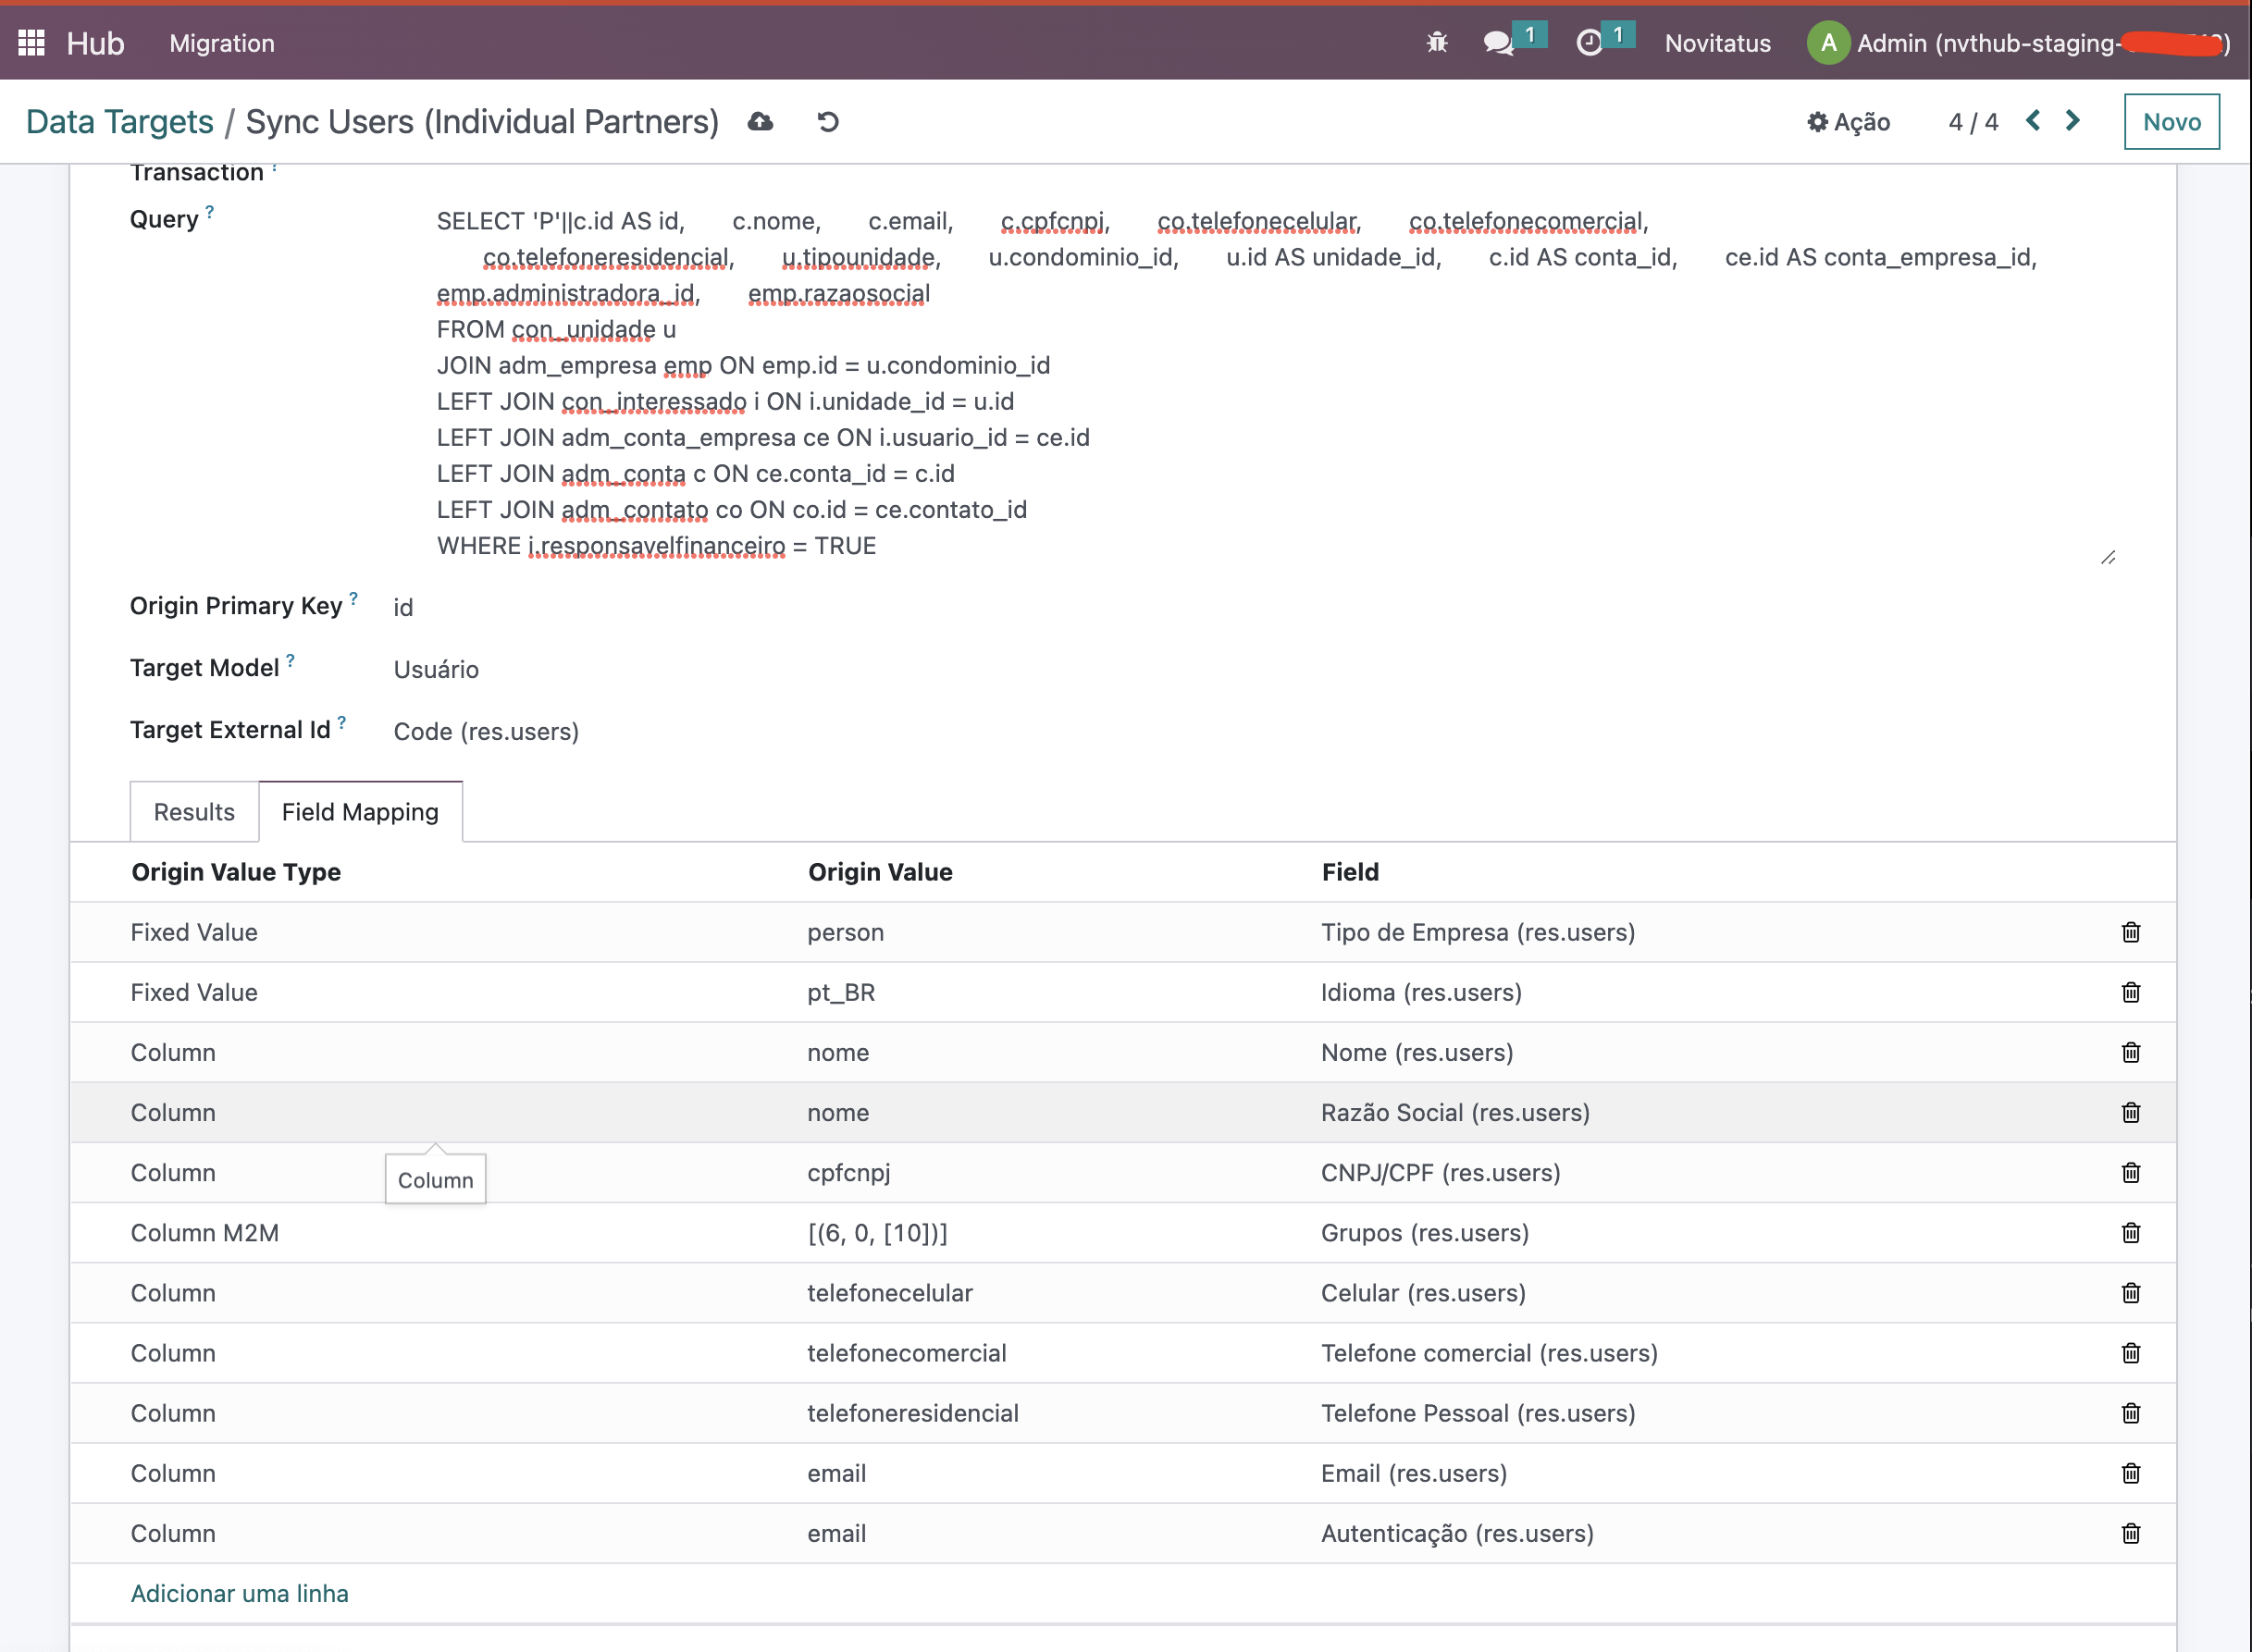 Hub Migration 1 1 Novitatus A Admin (nvthub-staging-
Data Targets / Sync Users (Individual Partners) Ação 4 / 4 Novo
Transaction ?
Query ? SELECT 'P'||c.id AS id, c.nome, c.email, c.cpfcnpj, co.telefonecelular, co.telefonecomercial,
co.telefoneresidencial, u.tipounidade, u.condominio_id, u.id AS unidade_id, c.id AS conta_id, ce.id AS conta_empresa_id,
emp.administradora_id, emp.razaosocial
FROM con_unidade u
JOIN adm_empresa emp ON emp.id = u.condominio_id
LEFT JOIN con_interessado i ON i.unidade_id = u.id
LEFT JOIN adm_conta_empresa ce ON i.usuario_id = ce.id
LEFT JOIN adm_conta c ON ce.conta_id = c.id
LEFT JOIN adm_contato co ON co.id = ce.contato_id
WHERE i.responsavelfinanceiro = TRUE
Origin Primary Key ? id
Target Model ? Usuário
Target External Id ? Code (res.users)
Results Field Mapping
Origin Value Type Origin Value Field
Fixed Value person Tipo de Empresa (res.users)
Fixed Value pt_BR Idioma (res.users)
Column nome Nome (res.users)
Column nome Razão Social (res.users)
Column cpfcnpj CNPJ/CPF (res.users)
Column
Column M2M [(6, 0, [10])] Grupos (res.users)
Column telefonecelular Celular (res.users)
Column telefonecomercial Telefone comercial (res.users)
Column telefoneresidencial Telefone Pessoal (res.users)
Column email Email (res.users)
Column email Autenticação (res.users)
Adicionar uma linha